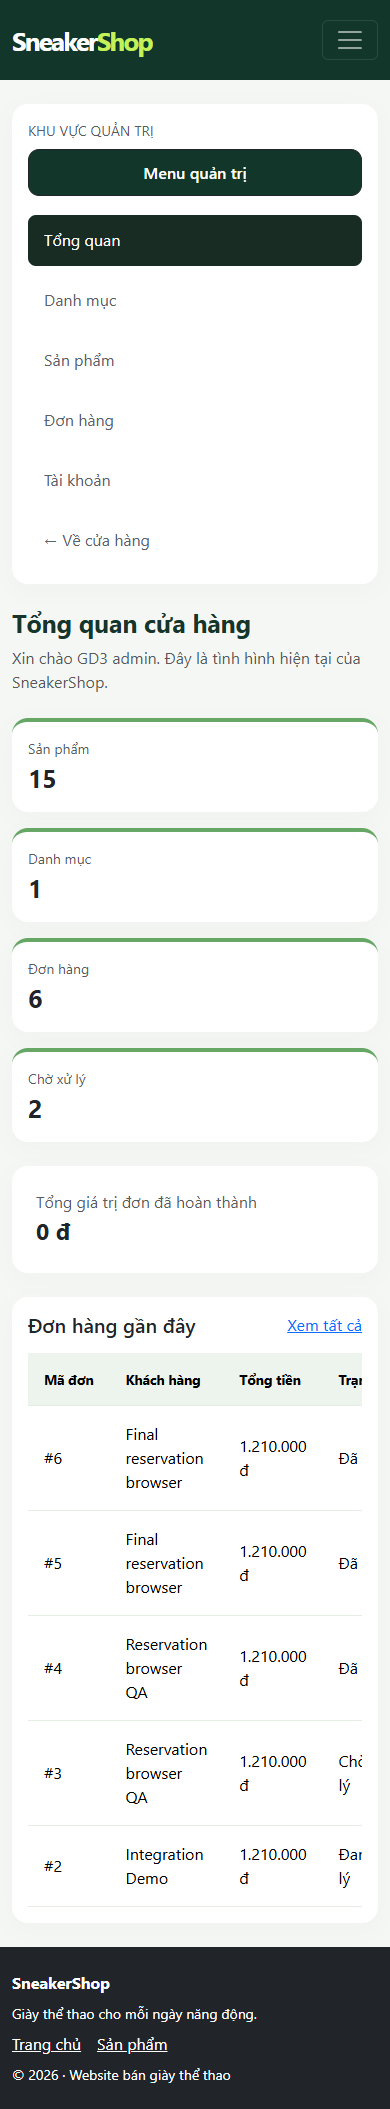 SneakerShop
KHU VỰC QUẢN TRỊ
Menu quản trị
Tổng quan
Danh mục
Sản phẩm
Đơn hàng
Tài khoản
← Về cửa hàng
Tổng quan cửa hàng
Xin chào GD3 admin. Đây là tình hình hiện tại của
SneakerShop.
Sản phẩm
15
Danh mục
1
Đơn hàng
6
Chờ xử lý
2
Tổng giá trị đơn đã hoàn thành
0 đ
Đơn hàng gần đây Xem tất cả
Mã đơn Khách hàng Tổng tiền
#6 Final reservation browser 1.210.000 đ Đã
#5 Final reservation browser 1.210.000 đ Đã
#4 Reservation browser QA 1.210.000 đ Đã
#3 Reservation browser QA 1.210.000 đ Chờ lý
#2 Integration Demo 1.210.000 đ lý
SneakerShop
Giày thể thao cho mỗi ngày năng động.
Trang chủ Sản phẩm
© 2026 · Website bán giày thể thao